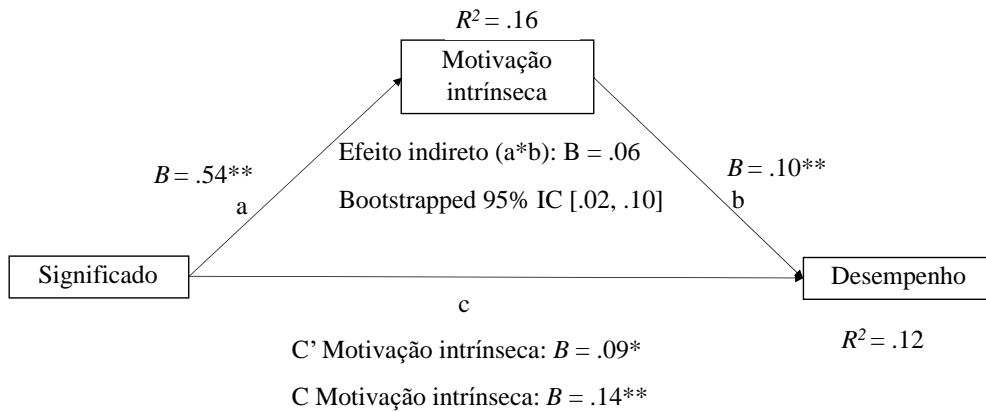 R² = .16
Motivação
intrínseca
Efeito indireto (a*b): B = .06
B = .54**
B = .10**
Bootstrapped 95% IC [.02, .10]
a
b
Significado
Desempenho
c
R² = .12
C’ Motivação intrínseca: B = .09*
C Motivação intrínseca: B = .14**